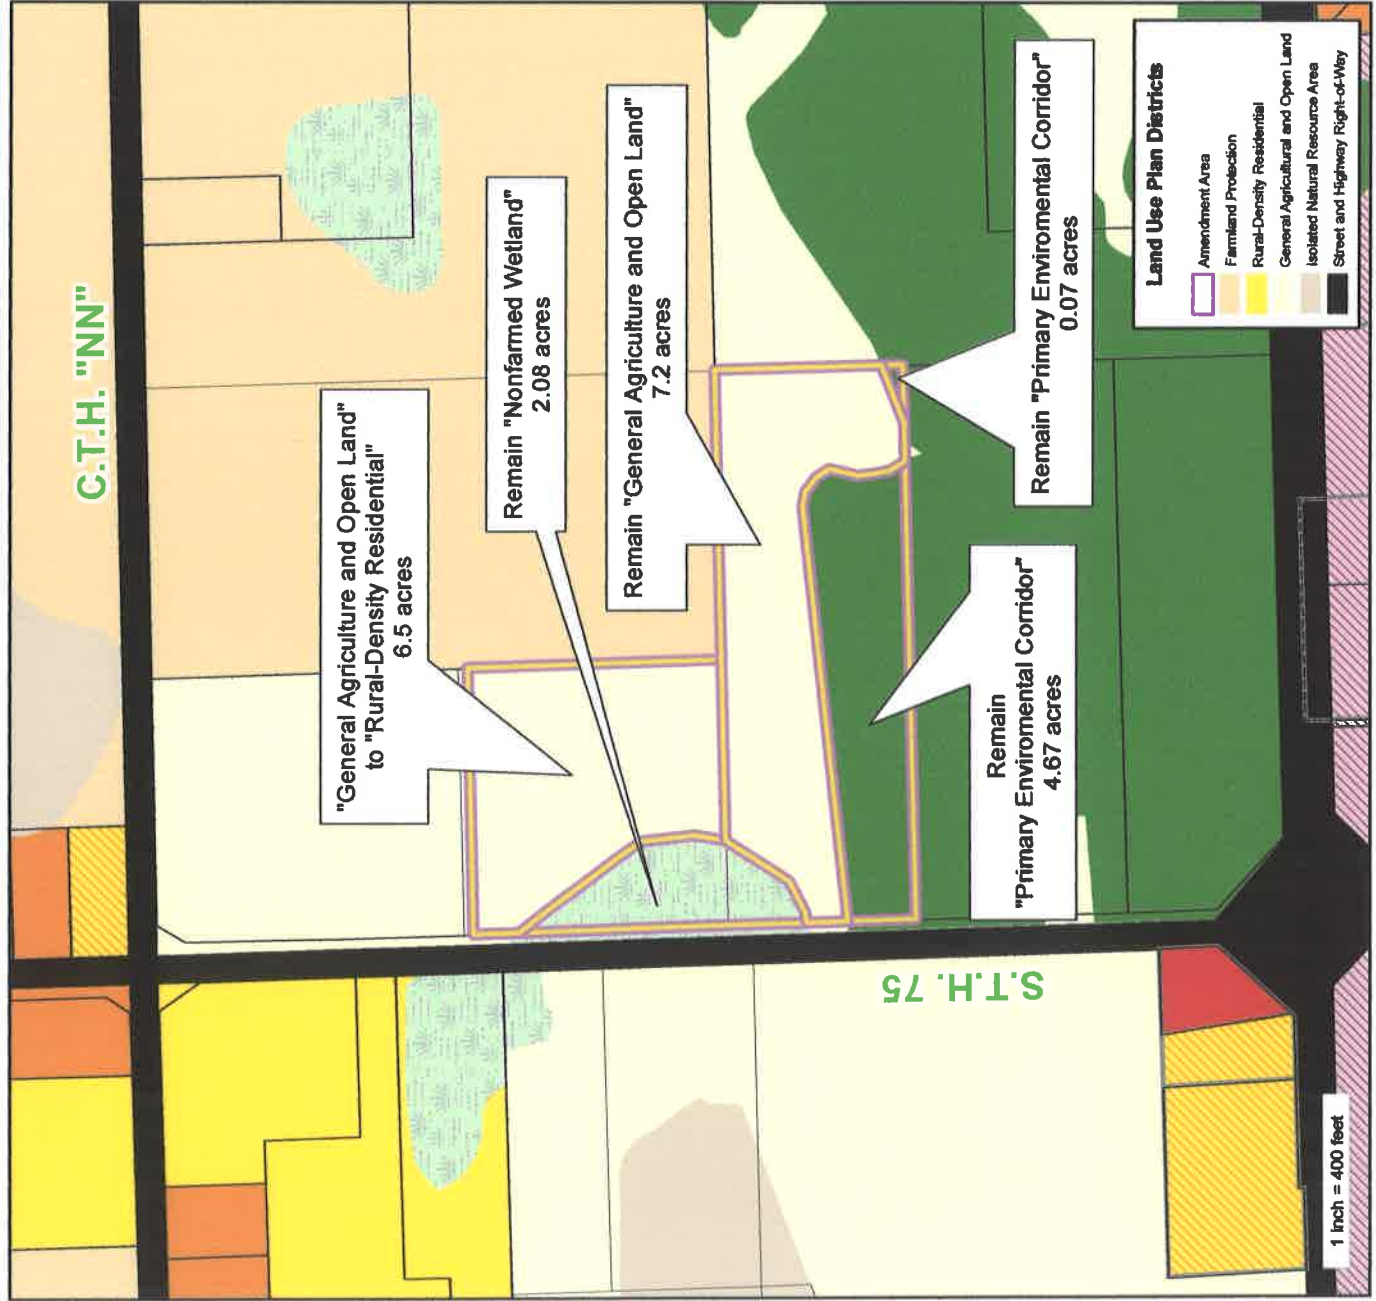 C.T.H. "NN"
"General Agriculture and Open Land"
to "Rural-Density Residential"
6.5 acres
Remain "Nonfarmed Wetland"
2.08 acres
Remain "General Agriculture and Open Land"
7.2 acres
Remain "Primary Enviromental Corridor"
0.07 acres
Remain
"Primary Enviromental Corridor"
4.67 acres
S.T.H. 75
Land Use Plan Districts
Amendment Area
Farmland Protection
Rural-Density Residential
General Agricultural and Open Land
Isolated Natural Resource Area
Street and Highway Right-of-Way
1 inch = 400 feet